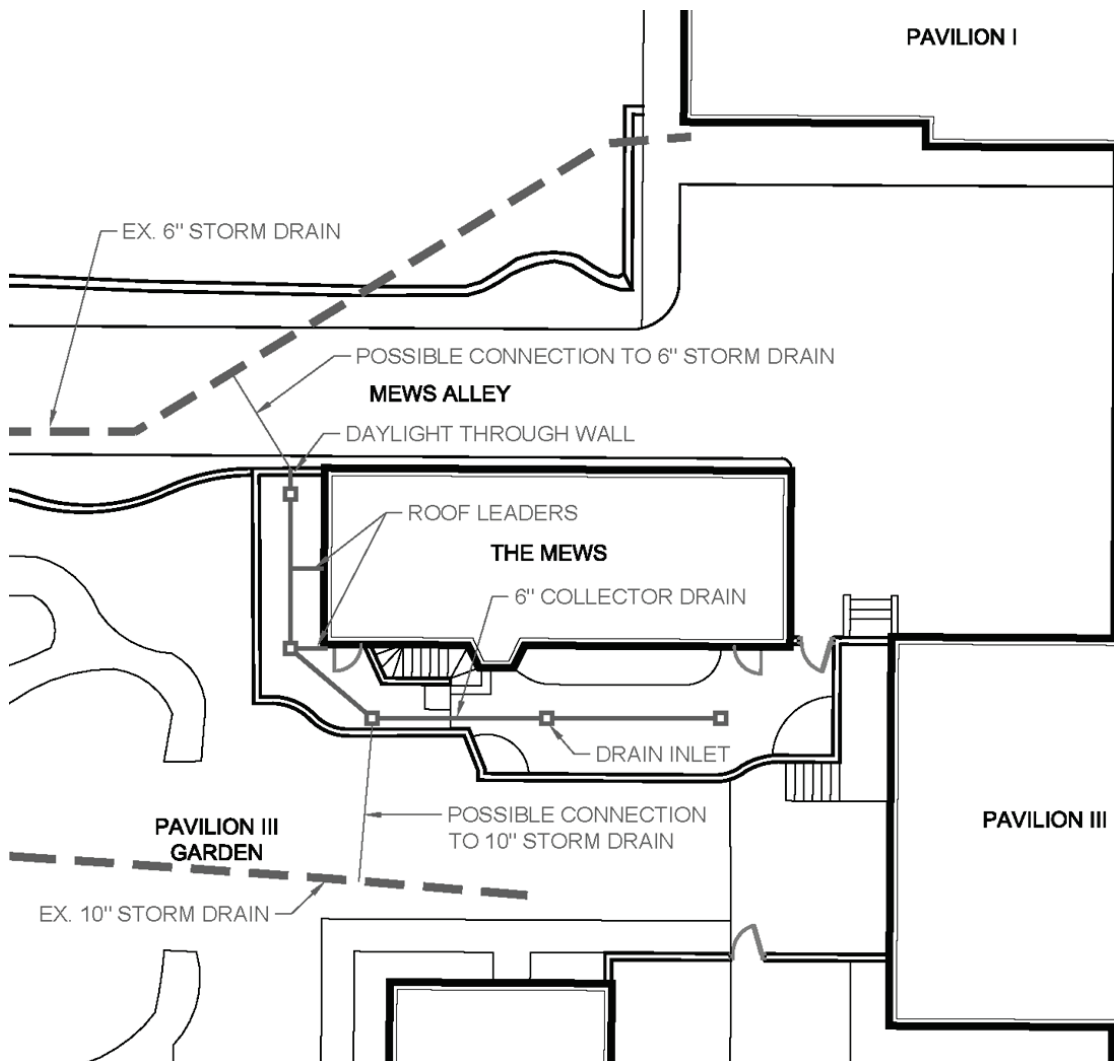 PAVILION I
EX. 6" STORM DRAIN
POSSIBLE CONNECTION TO 6" STORM DRAIN
MEWS ALLEY
DAYLIGHT THROUGH WALL
ROOF LEADERS
THE MEWS
6" COLLECTOR DRAIN
DRAIN INLET
POSSIBLE CONNECTION
TO 10" STORM DRAIN
PAVILION III
GARDEN
PAVILION III
EX. 10" STORM DRAIN